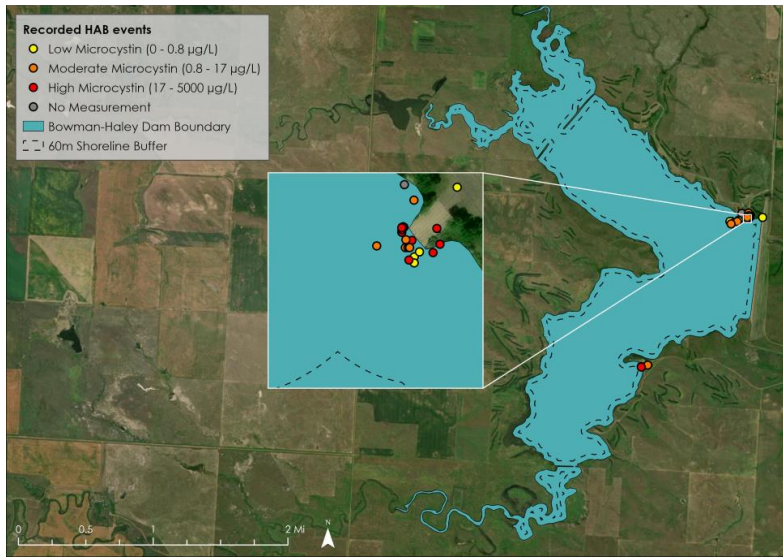 Recorded HAB events
Low Microcystin (0 - 0.8 µg/L)
Moderate Microcystin (0.8 - 17 µg/L)
High Microcystin (17 - 5000 µg/L)
No Measurement
Bowman-Haley Dam Boundary
60m Shoreline Buffer
0 0.5 1 2 Mi
N